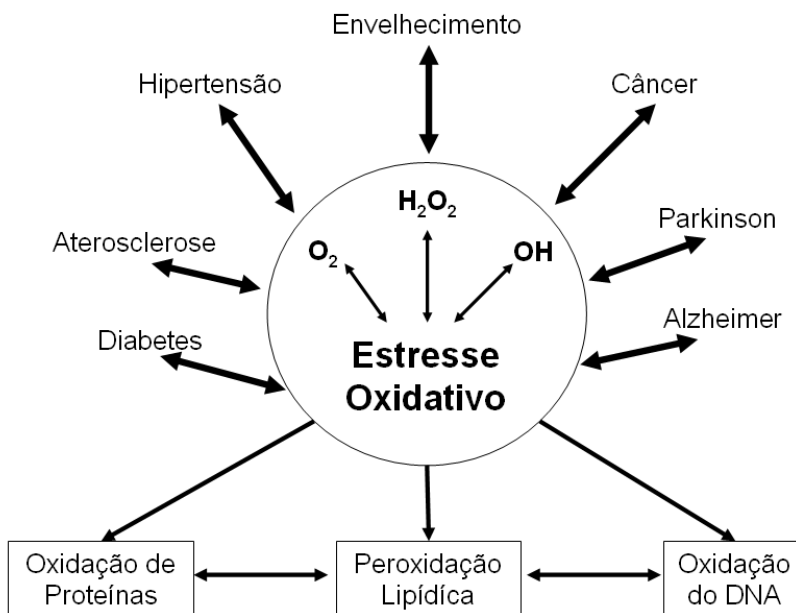 Envelhecimento
Hipertensão
Câncer
H₂O₂
O₂
OH
Aterosclerose
Parkinson
Diabetes
Alzheimer
Estresse
Oxidativo
Oxidação de
Proteínas
Peroxidação
Lipídíca
Oxidação
do DNA